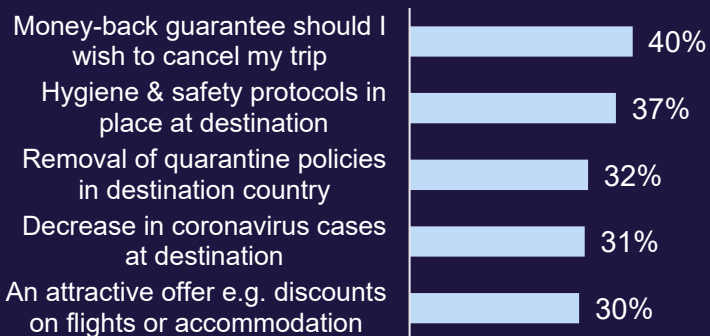 Money-back guarantee should I
wish to cancel my trip
40%
Hygiene & safety protocols in
place at destination
37%
Removal of quarantine policies
in destination country
32%
Decrease in coronavirus cases
at destination
31%
An attractive offer e.g. discounts
on flights or accommodation
30%